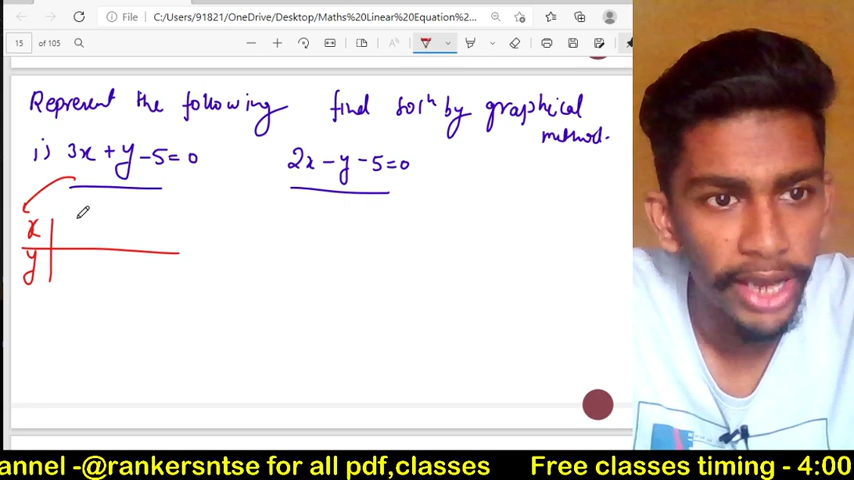 File C:/Users/91821/OneDrive/Desktop/Maths%20Linear%20Equation%2...
15 of 105
Represent the following find solⁿ by graphical
method.
i) 3x + y - 5 = 0 2x - y - 5 = 0
x
y
annel -@rankersntse for all pdf,classes Free classes timing - 4:00